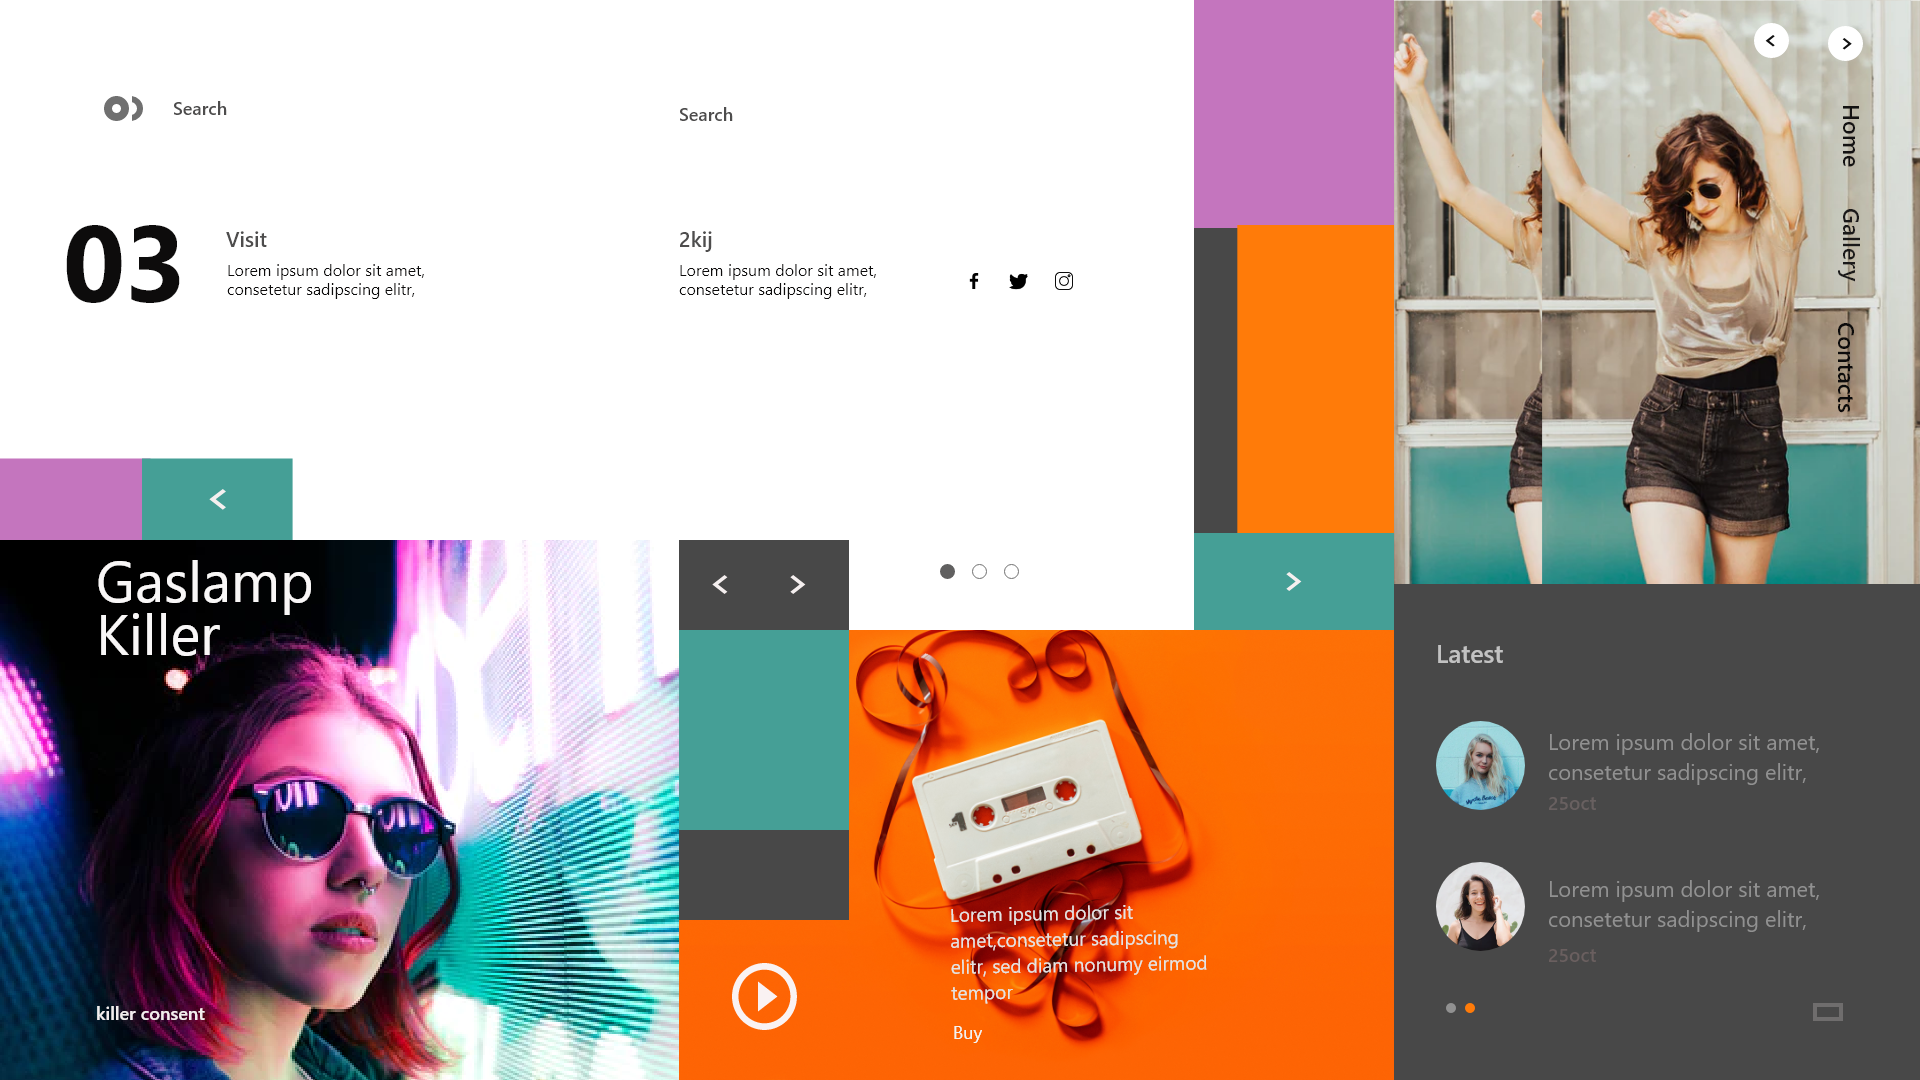 Search
Search
03
Visit
Lorem ipsum dolor sit amet,
consetetur sadipscing elitr,
2kij
Lorem ipsum dolor sit amet,
consetetur sadipscing elitr,
Home
Gallery
Contacts
Gaslamp
Killer
killer consent
1
Lorem ipsum dolor sit
amet,consetetur sadipscing
elitr, sed diam nonumy eirmod
tempor
Buy
Latest
Lorem ipsum dolor sit amet,
consetetur sadipscing elitr,
25oct
Lorem ipsum dolor sit amet,
consetetur sadipscing elitr,
25oct